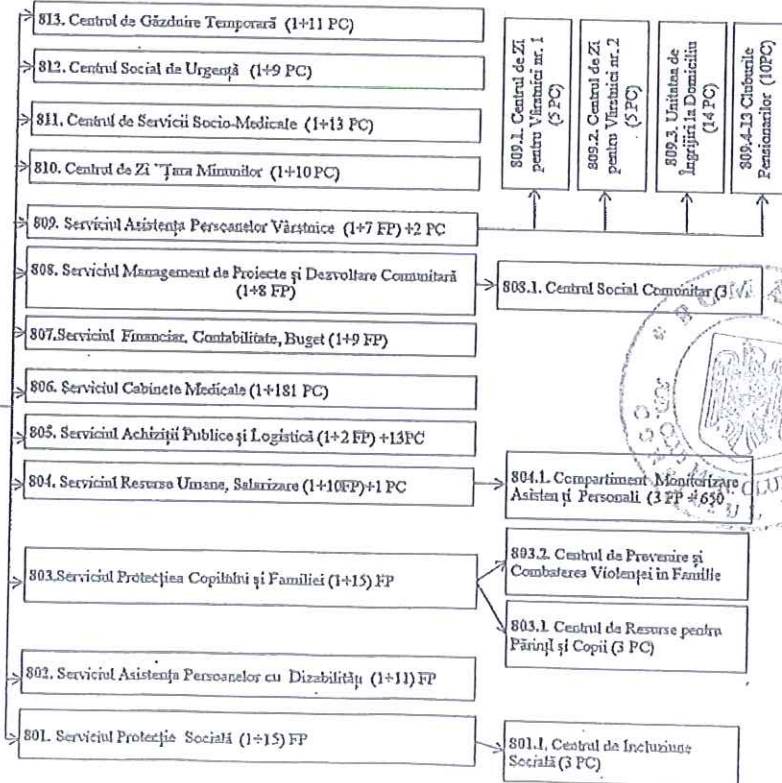 813. Centrul de Găzduire Temporară (1+11 PC)
812. Centrul Social de Urgență (1+9 PC)
811. Centrul de Servicii Socio-Medicale (1+13 PC)
810. Centrul de Zi "Țara Minunilor (1+10 PC)
809. Serviciul Asistența Persoanelor Vârstnice (1+7 FP) +2 PC
809.1. Centrul de Zi
pentru Vârstnici nr. 1
(5 PC)
809.2. Centrul de Zi
pentru Vârstnici nr. 2
(5 PC)
809.3. Unitatea de
Îngrijiri la Domiciliu
(14 PC)
809.4-13 Cluburile
Pensionarilor (10PC)
808. Serviciul Management de Proiecte și Dezvoltare Comunitară
(1+8 FP)
808.1. Centrul Social Comunitar (3
807.Serviciul Financiar, Contabilitate, Buget (1+9 FP)
806. Serviciul Cabinete Medicale (1+181 PC)
805. Serviciul Achiziții Publice și Logistică (1+2 FP) +13PC
804. Serviciul Resurse Umane, Salarizare (1+10FP)+1 PC
804.1. Compartiment Monitorizare
Asistenți Personali (3 FP + 650
803.Serviciul Protecțiea Copilului și Familiei (1+15) FP
803.2. Centrul de Prevenire și
Combaterea Violenței în Familie
803.1. Centrul de Resurse pentru
Părinți și Copii (3 PC)
802. Serviciul Asistența Persoanelor cu Dizabilități (1+11) FP
801. Serviciul Protecție Socială (1+15) FP
801.1. Centrul de Incluziune
Socială (3 PC)